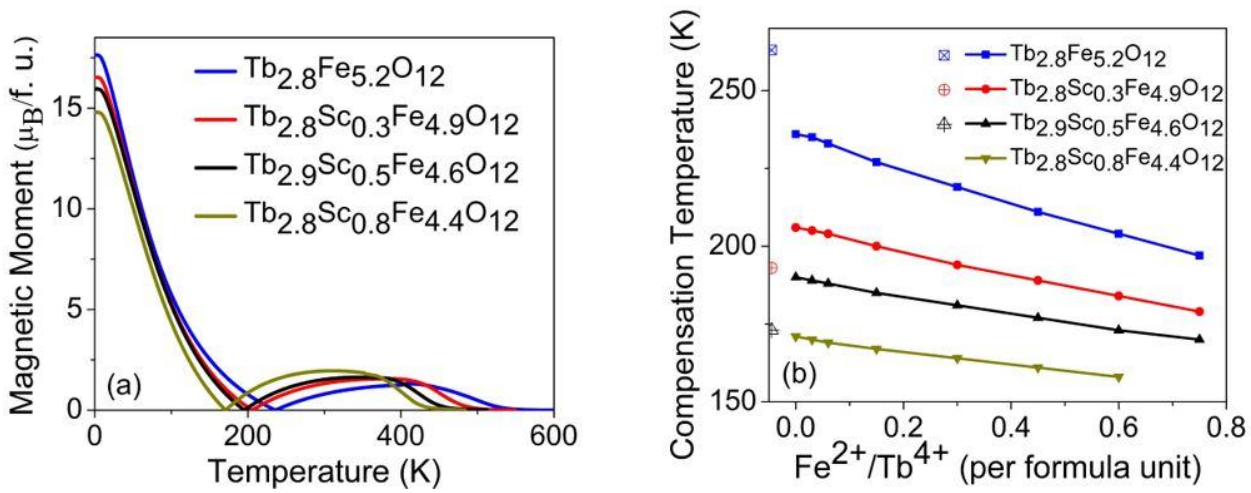 Magnetic Moment (μB/f. u.)
15
10
5
0
0
200
400
600
Tb2.8Fe5.2O12
Tb2.8Sc0.3Fe4.9O12
Tb2.9Sc0.5Fe4.6O12
Tb2.8Sc0.8Fe4.4O12
(a)
Temperature (K)
Compensation Temperature (K)
250
200
150
0.0
0.2
0.4
0.6
0.8
Tb2.8Fe5.2O12
Tb2.8Sc0.3Fe4.9O12
Tb2.9Sc0.5Fe4.6O12
Tb2.8Sc0.8Fe4.4O12
(b)
Fe2+/Tb4+ (per formula unit)